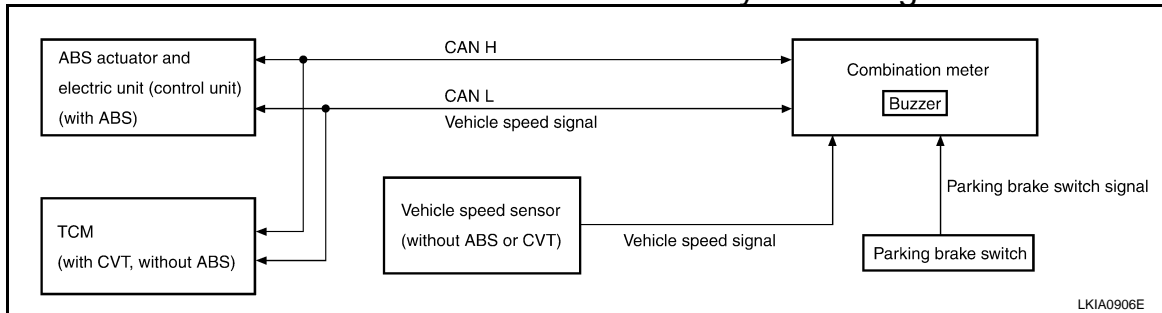 ABS actuator and
electric unit (control unit)
(with ABS)
CAN H
CAN L
Vehicle speed signal
Combination meter
Buzzer
Parking brake switch signal
TCM
(with CVT, without ABS)
Vehicle speed sensor
(without ABS or CVT)
Vehicle speed signal
Parking brake switch
LKIA0906E